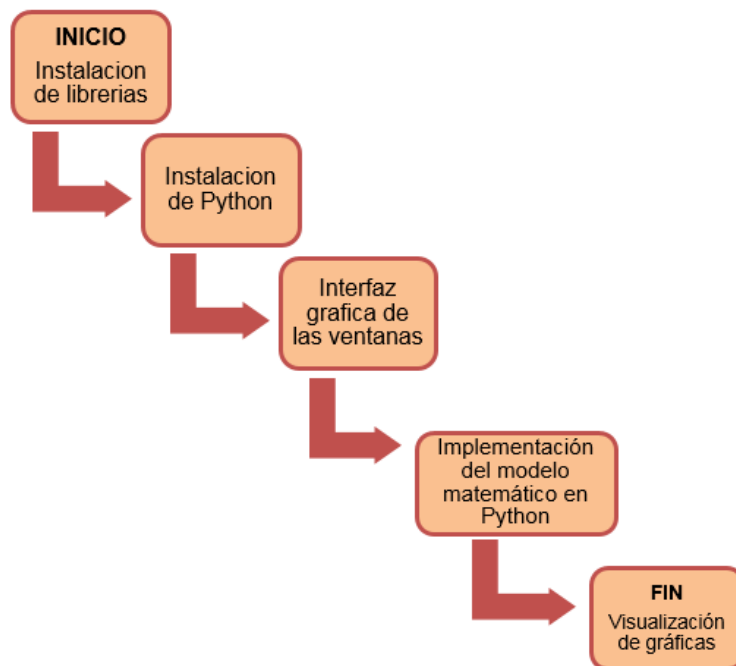 INICIO
Instalacion
de librerias
Instalacion
de Python
Interfaz
grafica de
las ventanas
Implementación
del modelo
matemático en
Python
FIN
Visualización
de gráficas